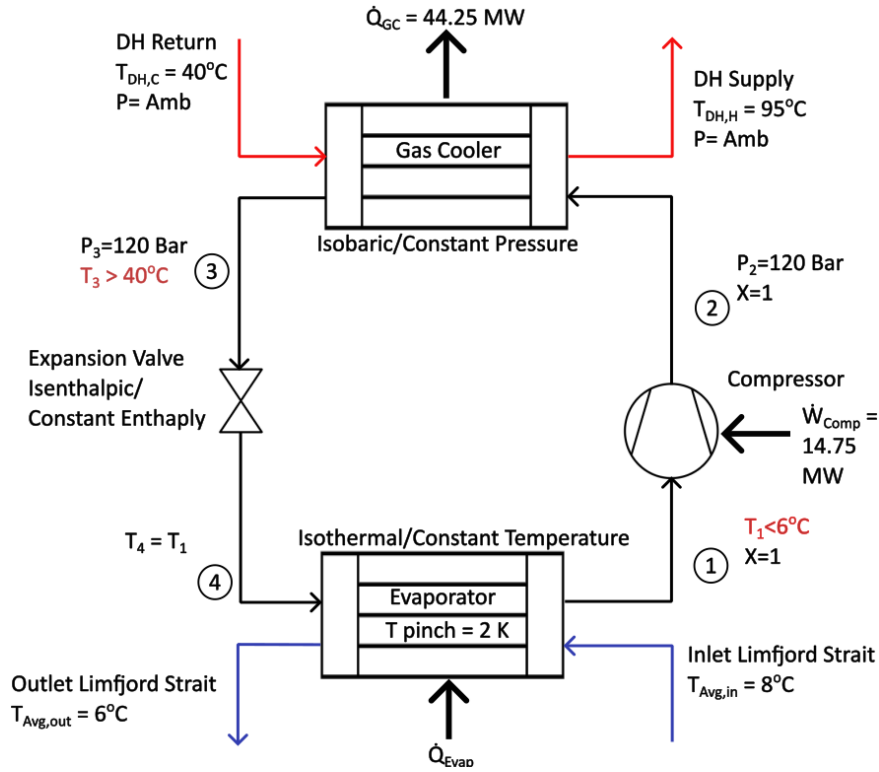 Q̇GC = 44.25 MW
DH Return
TDH,C = 40°C
P= Amb
DH Supply
TDH,H = 95°C
P= Amb
Gas Cooler
Isobaric/Constant Pressure
P3=120 Bar
T3 > 40°C
3
P2=120 Bar
X=1
2
Expansion Valve
Isenthalpic/
Constant Enthaply
Compressor
ẆComp =
14.75
MW
T4 = T1
4
Isothermal/Constant Temperature
T1<6°C
X=1
1
Evaporator
T pinch = 2 K
Outlet Limfjord Strait
TAvg,out = 6°C
Inlet Limfjord Strait
TAvg,in = 8°C
Q̇Evap